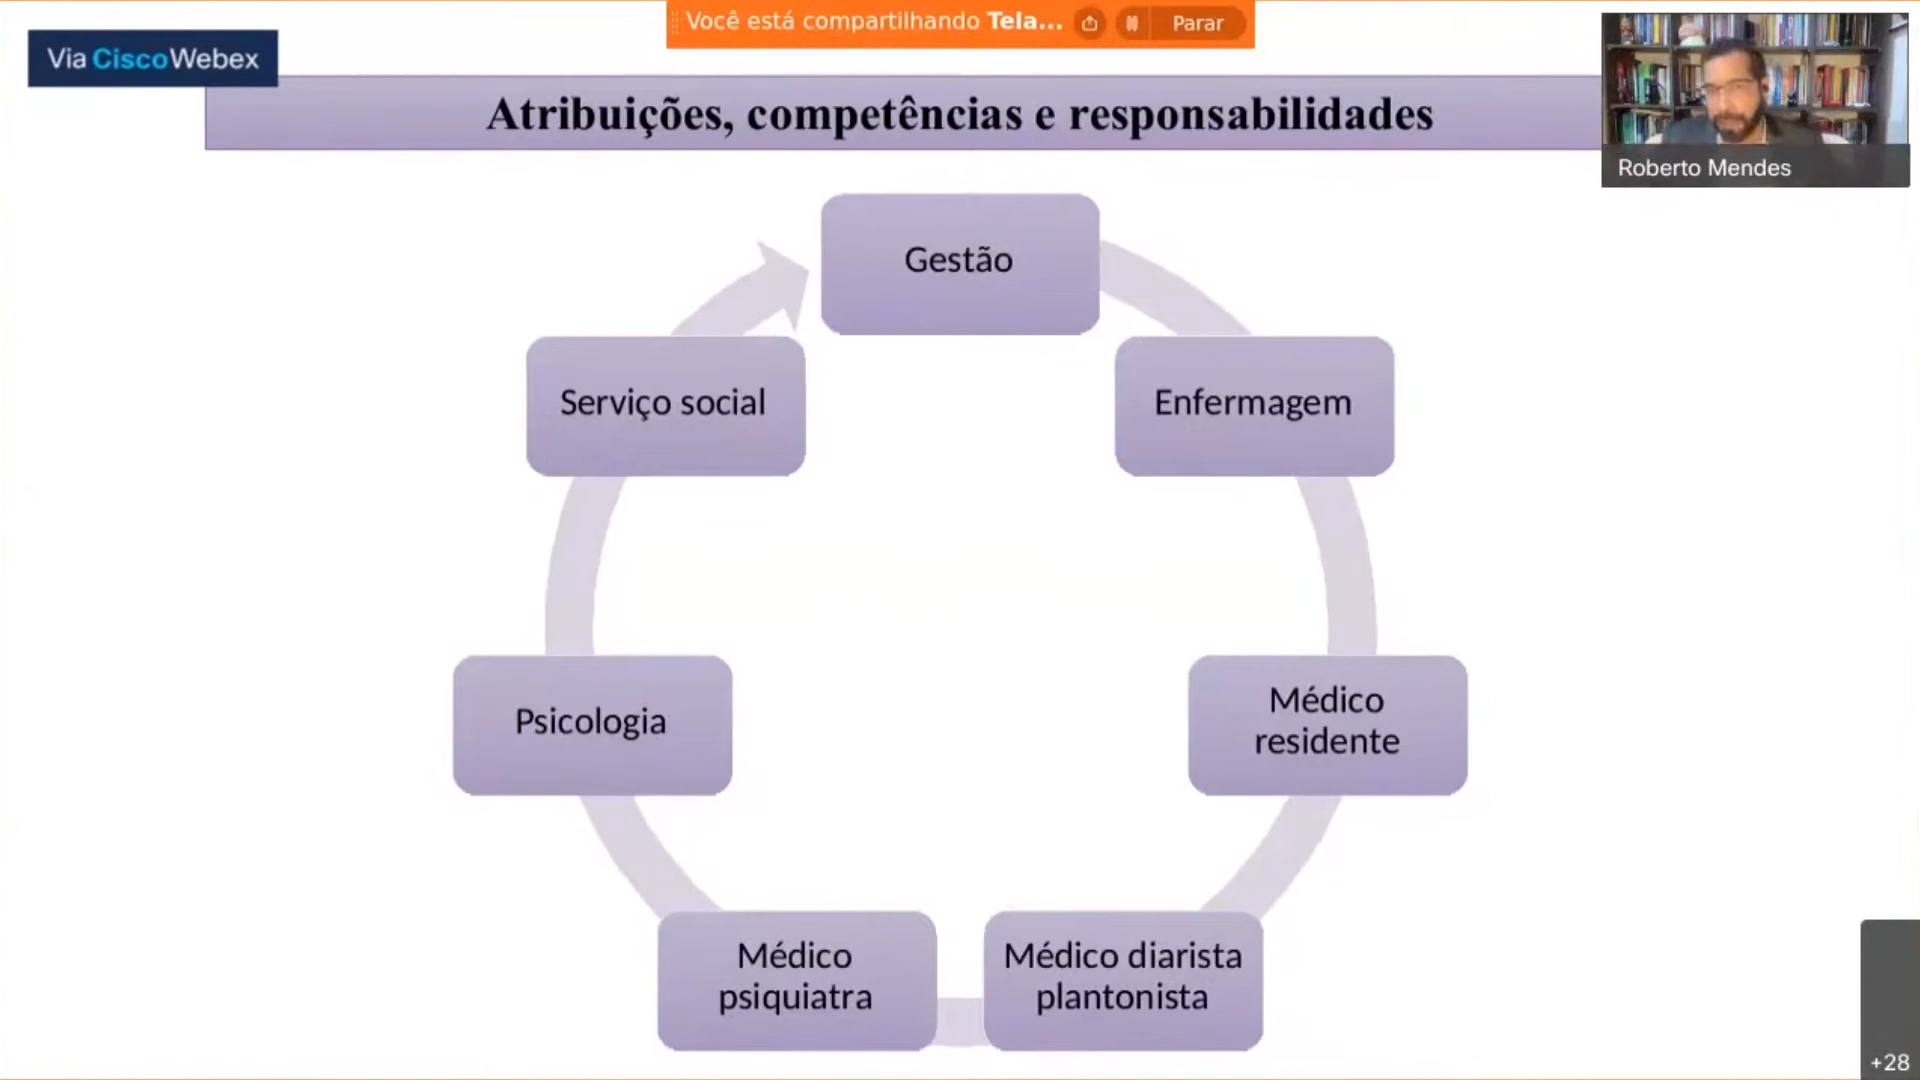 Você está compartilhando Tela... Parar
Via CiscoWebex
Atribuições, competências e responsabilidades
Roberto Mendes
Gestão
Serviço social
Enfermagem
Psicologia
Médico
residente
Médico
psiquiatra
Médico diarista
plantonista
+28